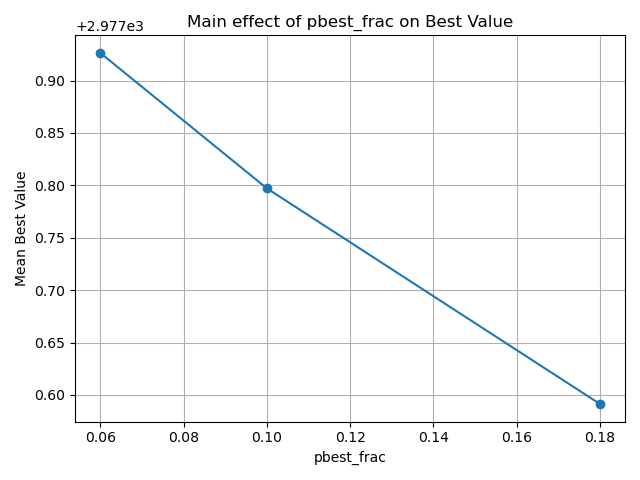 Main effect of pbest_frac on Best Value
+2.977e3
0.90
0.85
0.80
0.75
0.70
0.65
0.60
Mean Best Value
0.06 0.08 0.10 0.12 0.14 0.16 0.18
pbest_frac